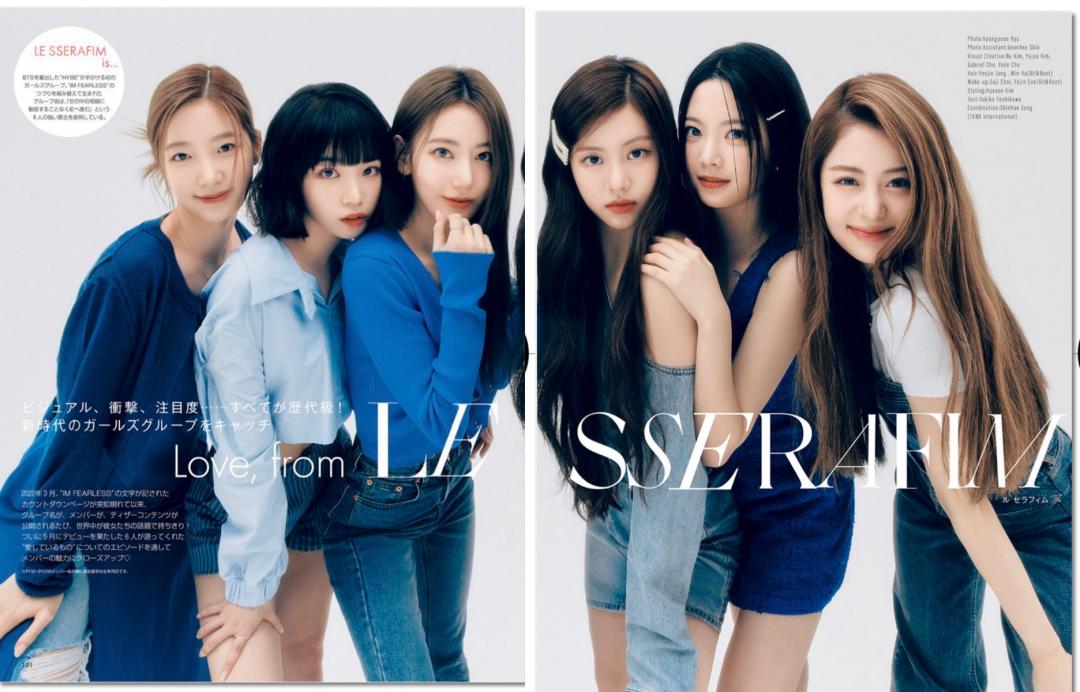 LE SSERAFIM
is...
BTSを輩出した"HYBE"が手がける初の
ガールズグループ。"IM FEARLESS"の
つづりを組み替えて生まれた
グループ名は、「世の中の視線に
動揺することなく前へ進む」という
6人の強い意志を表明している。
ビジュアル、衝撃、注目度……すべてが歴代級!
新時代のガールズグループをキャッチ
Love, from LE SSERAFIM
ル セラフィム
2022年3月、"IM FEARLESS"の文字が記された
カウントダウンページが突如現れて以来、
グループ名が、メンバーが、ティザーコンテンツが
公開されるたび、世界中が彼女たちの話題で持ちきり!
ついに5月にデビューを果たした6人が語ってくれた
"愛しているもの"についてのエピソードを通して
メンバーの魅力にクローズアップ♡
121
Photo:Hyungyoon Ryu
Photo Assistant:Geonhee Shin
Visual Creative:Nu Kim, Yujoo Kim,
Gabriel Cho, Yeon Cho
Hair:Yeojin Jang , Min Ha(Bit&Boot)
Make-up:Suji Choi, Yejin Son(Bit&Boot)
Styling:Hyesoo Kim
Text:Yukiko Yoshikawa
Coordination:Shinhae Song
(TANO International)